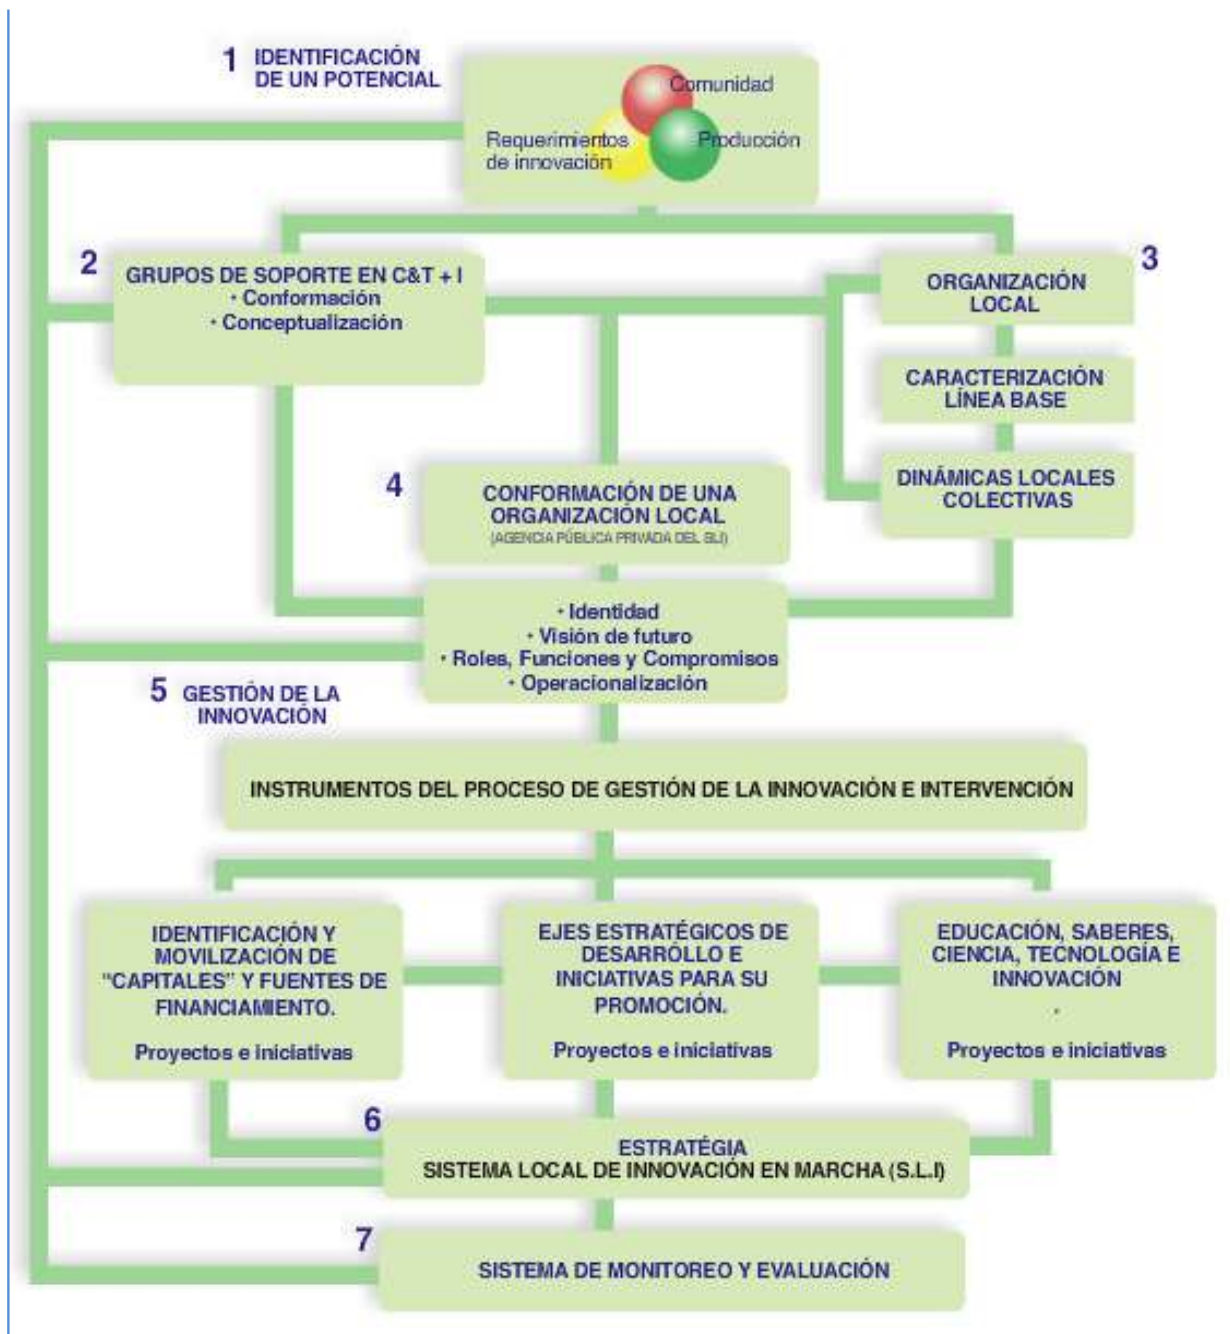 1 IDENTIFICACIÓN
DE UN POTENCIAL
Comunidad
Requerimientos
de innovación
Producción
2
GRUPOS DE SOPORTE EN C&T + I
• Conformación
• Conceptualización
3
ORGANIZACIÓN
LOCAL
CARACTERIZACIÓN
LÍNEA BASE
DINÁMICAS LOCALES
COLECTIVAS
4
CONFORMACIÓN DE UNA
ORGANIZACIÓN LOCAL
(AGENCIA PÚBLICA PRIVADA DEL SLI)
• Identidad
• Visión de futuro
• Roles, Funciones y Compromisos
• Operacionalización
5 GESTIÓN DE LA
INNOVACIÓN
INSTRUMENTOS DEL PROCESO DE GESTIÓN DE LA INNOVACIÓN E INTERVENCIÓN
IDENTIFICACIÓN Y
MOVILIZACIÓN DE
“CAPITALES” Y FUENTES DE
FINANCIAMIENTO.
Proyectos e iniciativas
EJES ESTRATÉGICOS DE
DESARRÓLLO E
INICIATIVAS PARA SU
PROMOCIÓN.
Proyectos e iniciativas
EDUCACIÓN, SABERES,
CIENCIA, TECNOLOGÍA E
INNOVACIÓN
.
Proyectos e iniciativas
6
ESTRATÉGIA
SISTEMA LOCAL DE INNOVACIÓN EN MARCHA (S.L.I)
7
SISTEMA DE MONITOREO Y EVALUACIÓN